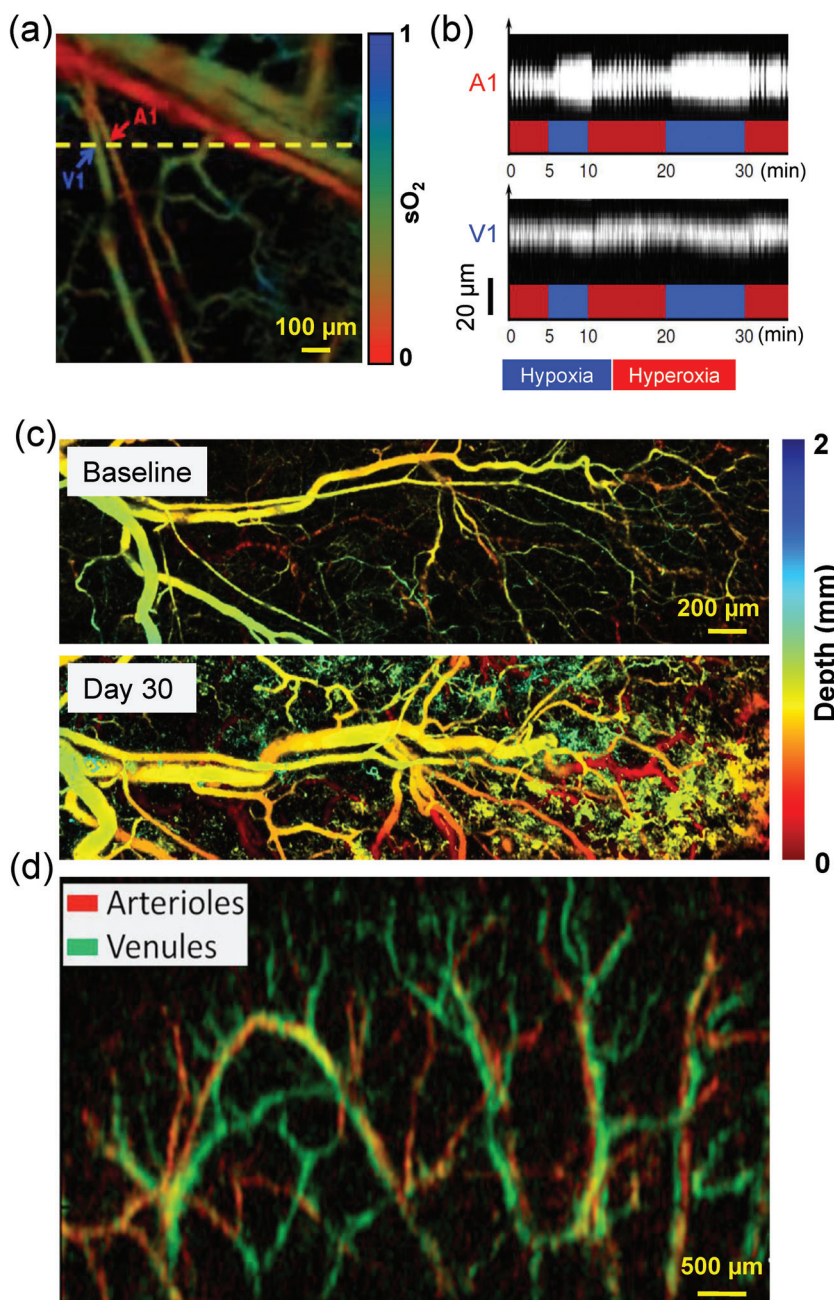 (a)
A1
V1
100 µm
1
sO2
0
(b)
A1
0 5 10 20 30 (min)
V1
20 µm
0 5 10 20 30 (min)
Hypoxia Hyperoxia
(c)
Baseline
200 µm
Day 30
2
Depth (mm)
0
(d)
Arterioles
Venules
500 µm